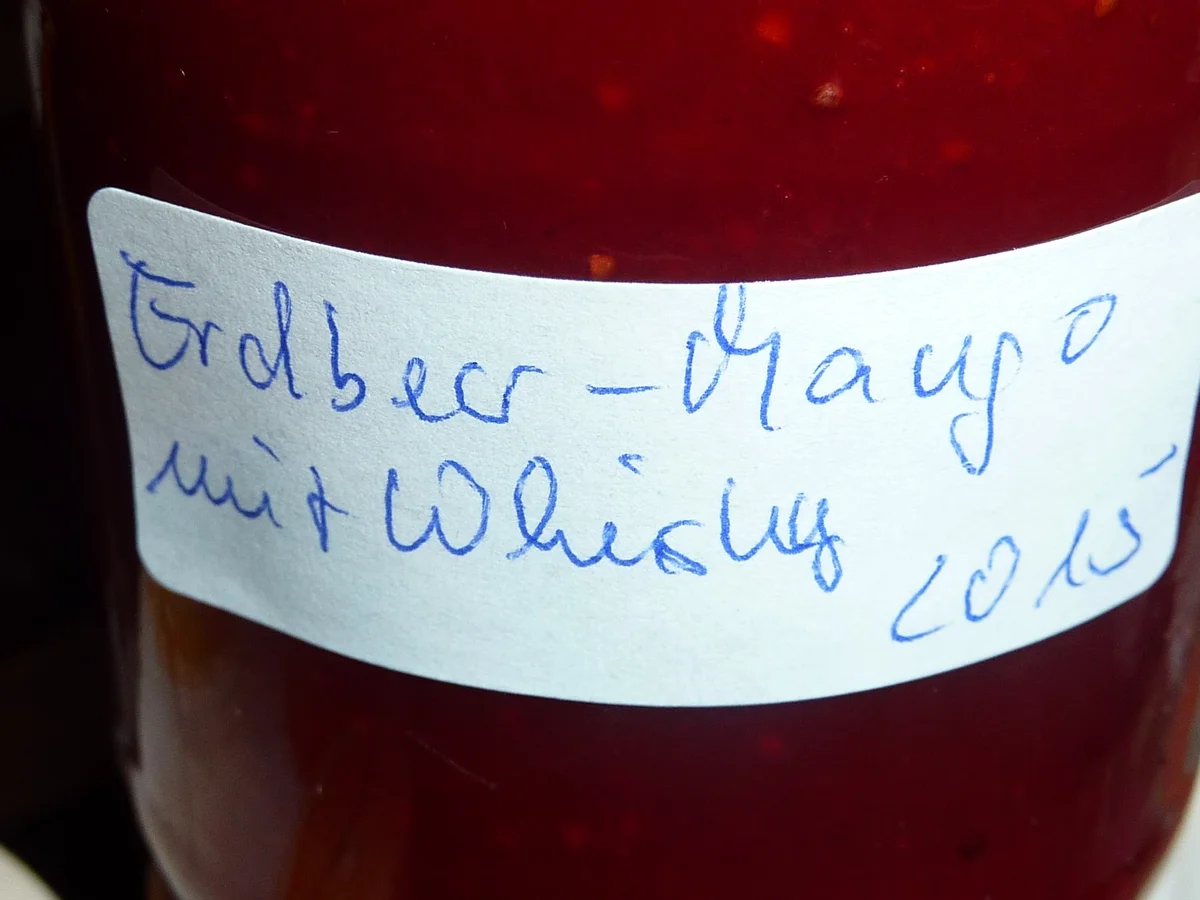 Erdbeer - Mango
mit Whisky
2015